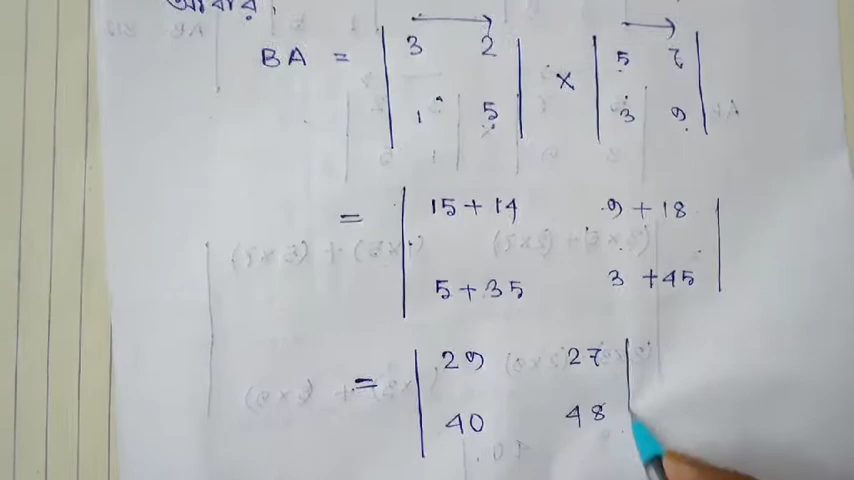 আবার,
BA = | 3 2 | × | 5 7 |
| 1 5 | | 3 9 |
= | 15 + 14 9 + 18 |
| 5 + 35 3 + 45 |
= | 29 27 |
| 40 48 |